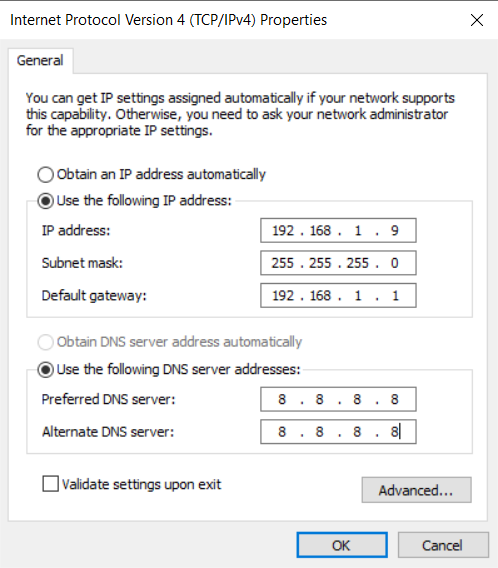 Internet Protocol Version 4 (TCP/IPv4) Properties
General
You can get IP settings assigned automatically if your network supports
this capability. Otherwise, you need to ask your network administrator
for the appropriate IP settings.
Obtain an IP address automatically
Use the following IP address:
IP address: 192 . 168 . 1 . 9
Subnet mask: 255 . 255 . 255 . 0
Default gateway: 192 . 168 . 1 . 1
Obtain DNS server address automatically
Use the following DNS server addresses:
Preferred DNS server: 8 . 8 . 8 . 8
Alternate DNS server: 8 . 8 . 8 . 8
Validate settings upon exit
Advanced...
OK Cancel